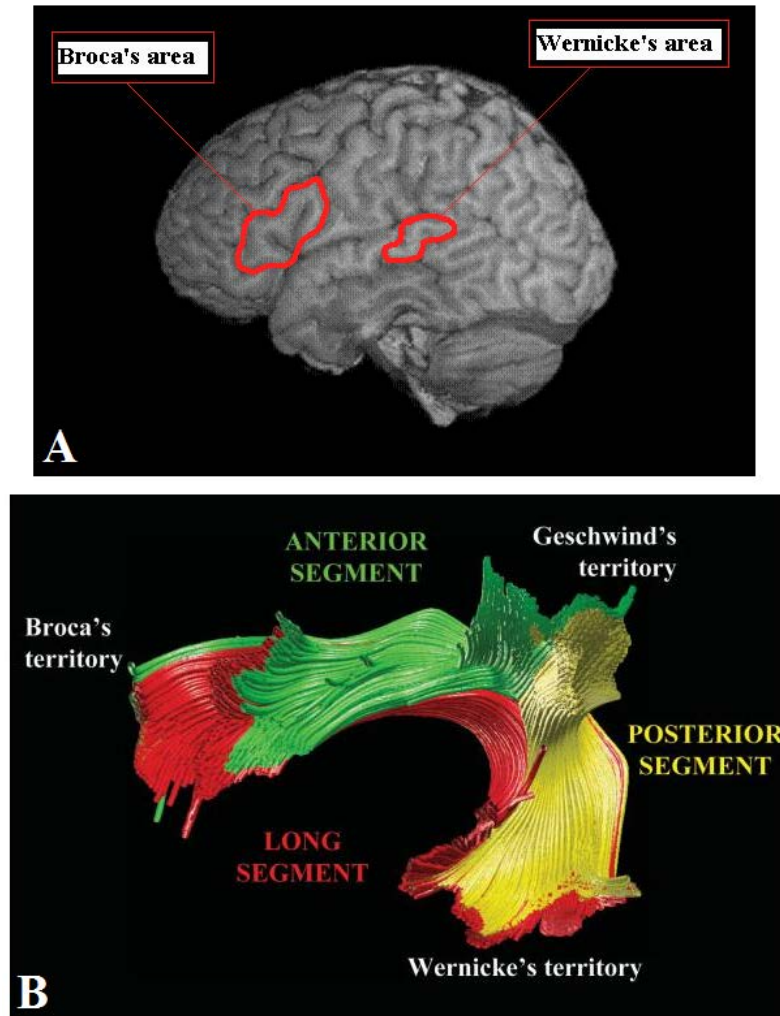 Broca's area
Wernicke's area
A
ANTERIOR
SEGMENT
Geschwind's
territory
Broca's
territory
POSTERIOR
SEGMENT
LONG
SEGMENT
Wernicke's territory
B